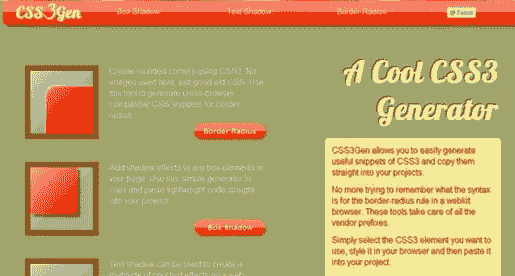 CSS3Gen
Box Shadow
Text Shadow
Border Radius
Tweet
Create rounded corners using CSS3. No
images used here, just good old CSS. Use
this tool to generate cross-browser
compatible CSS snippets for border
radius.
Border Radius
Add shadow effects to any box elements in
your page. Use this simple generator to
copy and paste lightweight code straight
into your project!
Box Shadow
Text shadow can be used to create a
multitude of
effects on a web
A Cool CSS3
Generator
CSS3Gen allows you to easily generate
useful snippets of CSS3 and copy them
straight into your projects.
No more trying to remember what the syntax
is for the border-radius rule in a webkit
browser. These tools take care of all the
vendor prefixes.
Simply select the CSS3 element you want to
use, style it in your browser and then paste it
into your project.